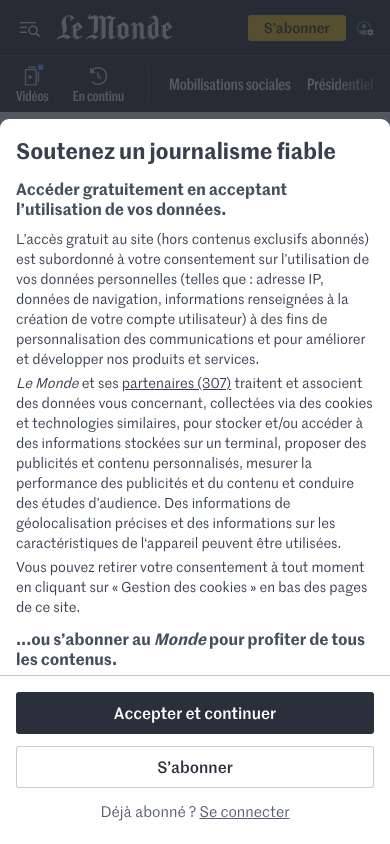 Le Monde
S'abonner
Vidéos
En continu
Mobilisations sociales
Présidentiel
Soutenez un journalisme fiable
Accéder gratuitement en acceptant
l’utilisation de vos données.
L’accès gratuit au site (hors contenus exclusifs abonnés)
est subordonné à votre consentement sur l’utilisation de
vos données personnelles (telles que : adresse IP,
données de navigation, informations renseignées à la
création de votre compte utilisateur) à des fins de
personnalisation des communications et pour améliorer
et développer nos produits et services.
Le Monde et ses partenaires (307) traitent et associent
des données vous concernant, collectées via des cookies
et technologies similaires, pour stocker et/ou accéder à
des informations stockées sur un terminal, proposer des
publicités et contenu personnalisés, mesurer la
performance des publicités et du contenu et conduire
des études d’audience. Des informations de
géolocalisation précises et des informations sur les
caractéristiques de l'appareil peuvent être utilisées.
Vous pouvez retirer votre consentement à tout moment
en cliquant sur « Gestion des cookies » en bas des pages
de ce site.
...ou s’abonner au Monde pour profiter de tous
les contenus.
Accepter et continuer
S’abonner
Déjà abonné ? Se connecter